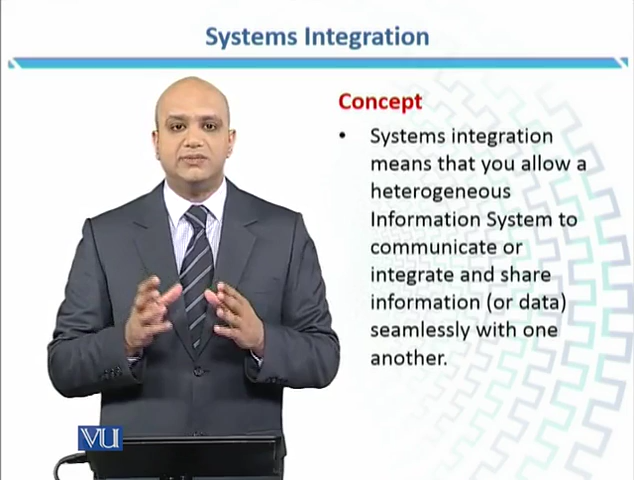 Systems Integration
Concept
• Systems integration
means that you allow a
heterogeneous
Information System to
communicate or
integrate and share
information (or data)
seamlessly with one
another.
VU